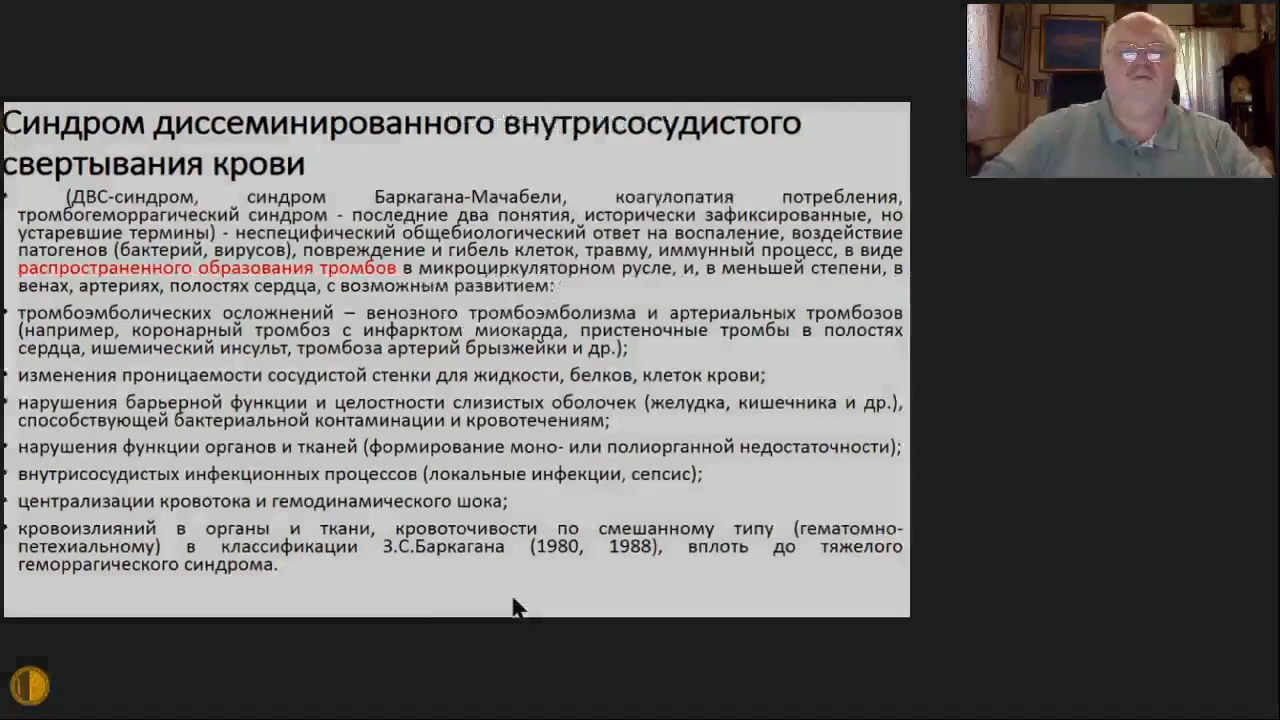 Синдром диссеминированного внутрисосудистого
свертывания крови
• (ДВС-синдром, синдром Баркагана-Мачабели, коагулопатия потребления,
тромбогеморрагический синдром - последние два понятия, исторически зафиксированные, но
устаревшие термины) - неспецифический общебиологический ответ на воспаление, воздействие
патогенов (бактерий, вирусов), повреждение и гибель клеток, травму, иммунный процесс, в виде
распространенного образования тромбов в микроциркуляторном русле, и, в меньшей степени, в
венах, артериях, полостях сердца, с возможным развитием:
• тромбоэмболических осложнений – венозного тромбоэмболизма и артериальных тромбозов
(например, коронарный тромбоз с инфарктом миокарда, пристеночные тромбы в полостях
сердца, ишемический инсульт, тромбоза артерий брызжейки и др.);
• изменения проницаемости сосудистой стенки для жидкости, белков, клеток крови;
• нарушения барьерной функции и целостности слизистых оболочек (желудка, кишечника и др.),
способствующей бактериальной контаминации и кровотечениям;
• нарушения функции органов и тканей (формирование моно- или полиорганной недостаточности);
• внутрисосудистых инфекционных процессов (локальные инфекции, сепсис);
• централизации кровотока и гемодинамического шока;
• кровоизлияний в органы и ткани, кровоточивости по смешанному типу (гематомно-
петехиальному) в классификации З.С.Баркагана (1980, 1988), вплоть до тяжелого
геморрагического синдрома.